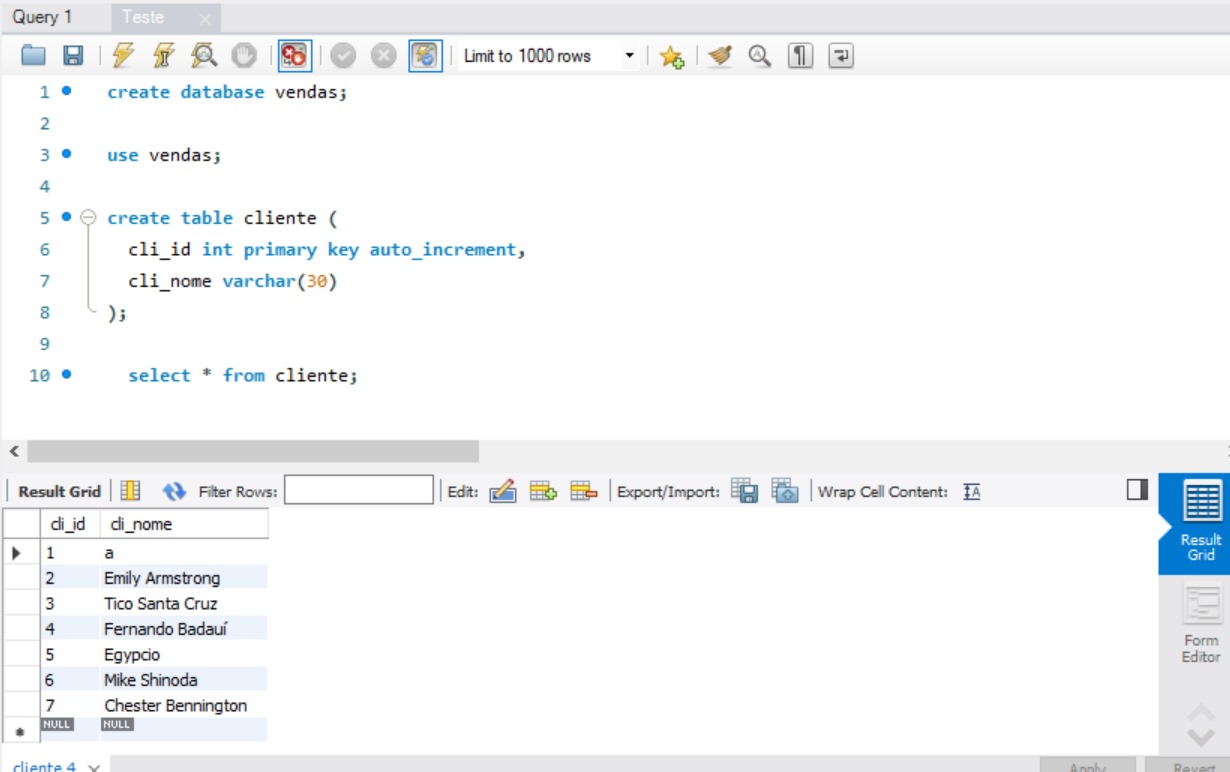 Query 1 Teste
Limit to 1000 rows
1 create database vendas;
2
3 use vendas;
4
5 create table cliente (
6 cli_id int primary key auto_increment,
7 cli_nome varchar(30)
8 );
9
10 select * from cliente;
Result Grid Filter Rows: Edit: Export/Import: Wrap Cell Content: IA
cli_id cli_nome
1 a
2 Emily Armstrong
3 Tico Santa Cruz
4 Fernando Badauí
5 Egypcio
6 Mike Shinoda
7 Chester Bennington
NULL NULL
Result
Grid
Form
Editor
cliente 4 Apply Revert